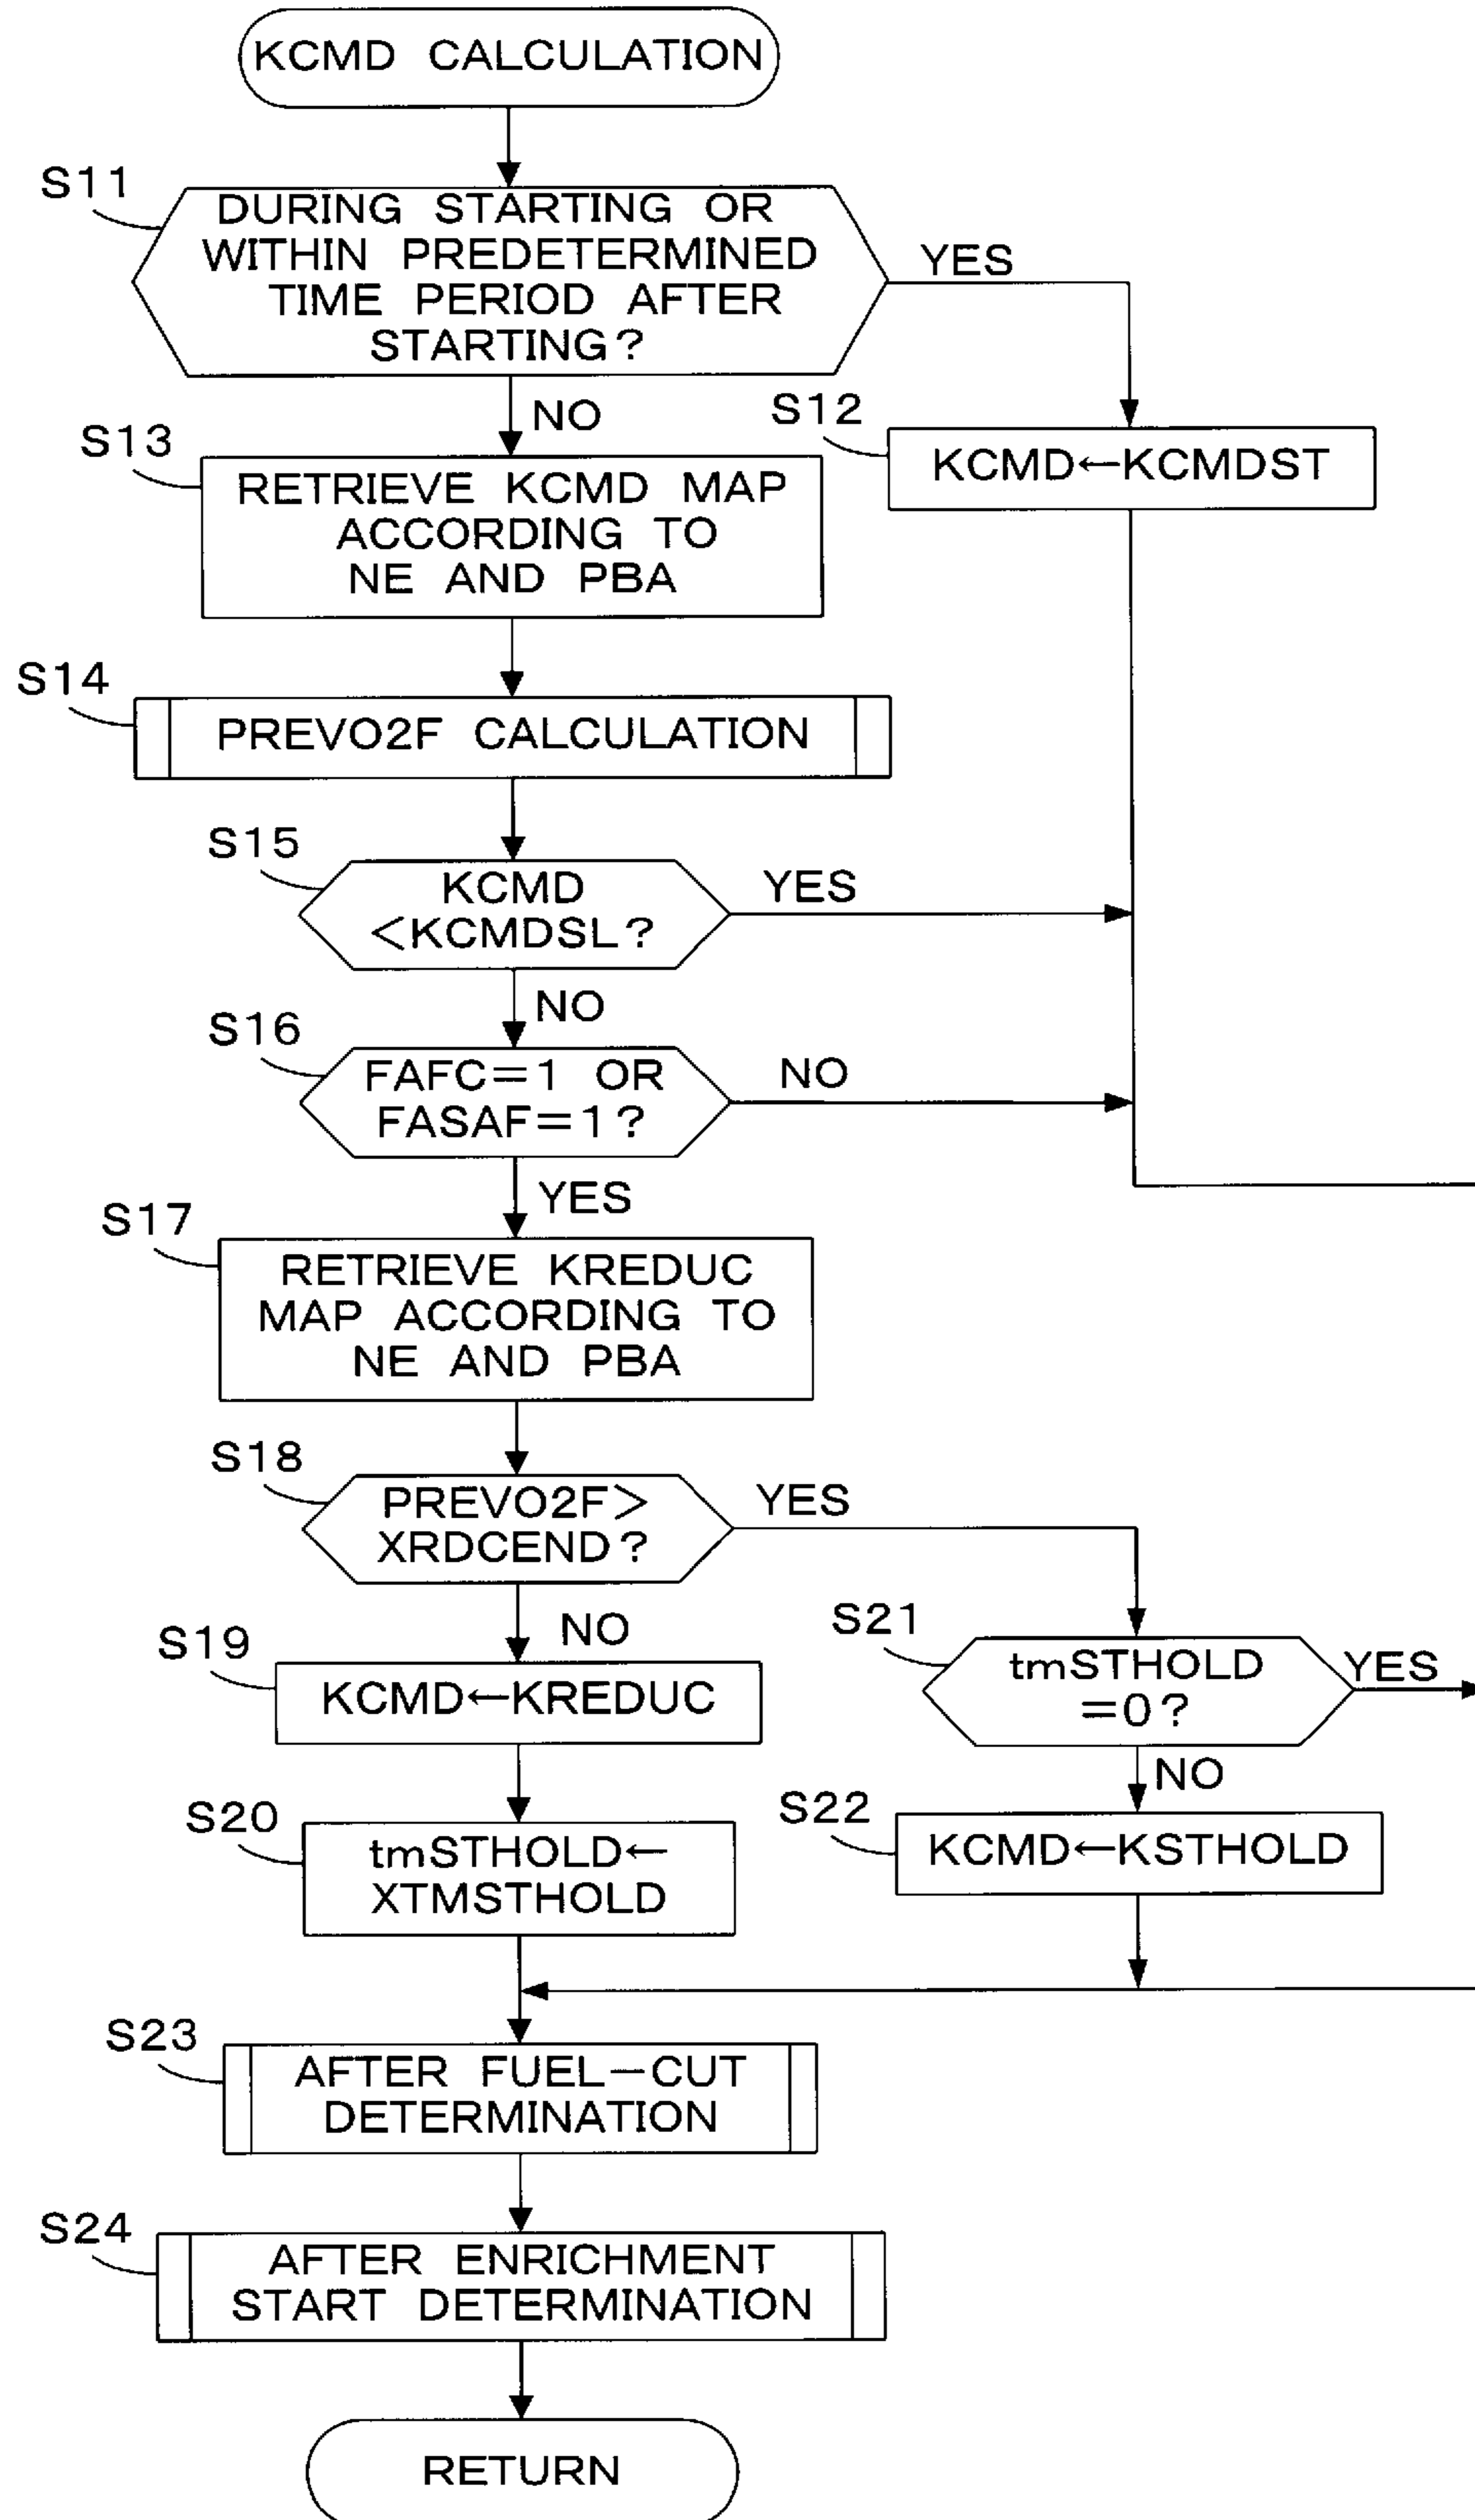 KCMD CALCULATION
S11
DURING STARTING OR
WITHIN PREDETERMINED
TIME PERIOD AFTER
STARTING?
YES
NO
S12
KCMD←KCMDST
S13
RETRIEVE KCMD MAP
ACCORDING TO
NE AND PBA
S14
PREVO2F CALCULATION
S15
KCMD
<KCMDSL?
YES
NO
S16
FAFC=1 OR
FASAF=1?
NO
YES
S17
RETRIEVE KREDUC
MAP ACCORDING TO
NE AND PBA
S18
PREVO2F>
XRDCEND?
YES
NO
S19
KCMD←KREDUC
S21
tmSTHOLD
=0?
YES
NO
S20
tmSTHOLD←
XTMSTHOLD
S22
KCMD←KSTHOLD
S23
AFTER FUEL-CUT
DETERMINATION
S24
AFTER ENRICHMENT
START DETERMINATION
RETURN